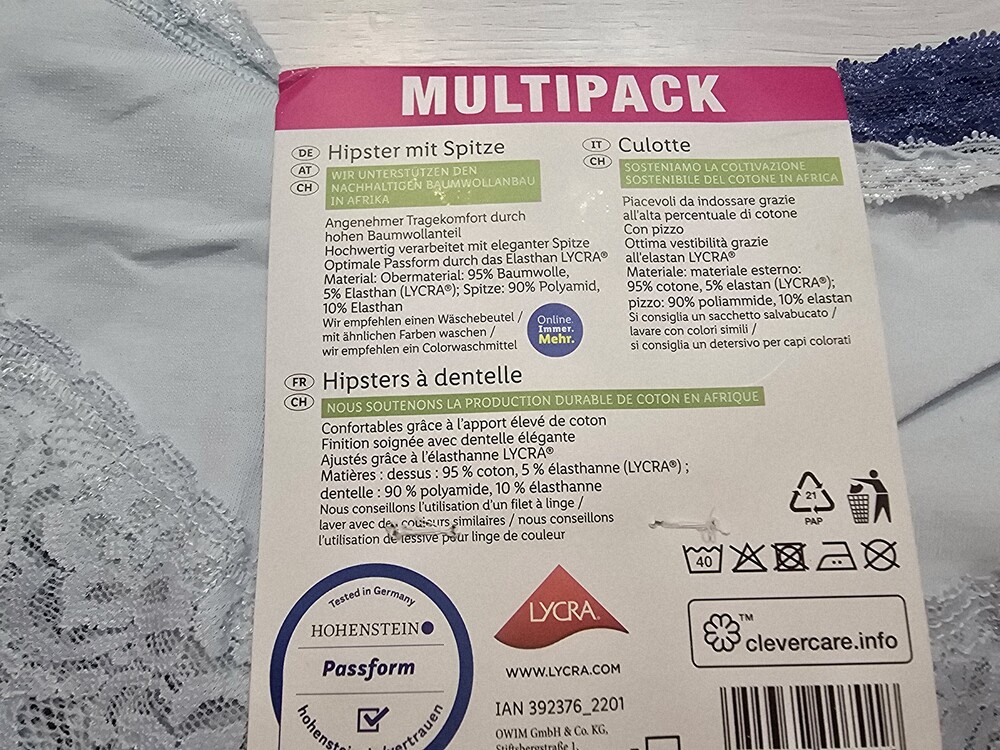 MULTIPACK
DE
AT
CH
Hipster mit Spitze
WIR UNTERSTÜTZEN DEN
NACHHALTIGEN BAUMWOLLANBAU
IN AFRIKA
Angenehmer Tragekomfort durch
hohen Baumwollanteil
Hochwertig verarbeitet mit eleganter Spitze
Optimale Passform durch das Elasthan LYCRA®
Material: Obermaterial: 95% Baumwolle,
5% Elasthan (LYCRA®); Spitze: 90% Polyamid,
10% Elasthan
Wir empfehlen einen Wäschebeutel /
mit ähnlichen Farben waschen /
wir empfehlen ein Colorwaschmittel
Online.
Immer.
Mehr.
IT
CH
Culotte
SOSTENIAMO LA COLTIVAZIONE
SOSTENIBILE DEL COTONE IN AFRICA
Piacevoli da indossare grazie
all'alta percentuale di cotone
Con pizzo
Ottima vestibilità grazie
all'elastan LYCRA®
Materiale: materiale esterno:
95% cotone, 5% elastan (LYCRA®);
pizzo: 90% poliammide, 10% elastan
Si consiglia un sacchetto salvabucato /
lavare con colori simili /
si consiglia un detersivo per capi colorati
FR
CH
Hipsters à dentelle
NOUS SOUTENONS LA PRODUCTION DURABLE DE COTON EN AFRIQUE
Confortables grâce à l'apport élevé de coton
Finition soignée avec dentelle élégante
Ajustés grâce à l'élasthanne LYCRA®
Matières : dessus : 95 % coton, 5 % élasthanne (LYCRA®) ;
dentelle : 90 % polyamide, 10 % élasthanne
Nous conseillons l'utilisation d'un filet à linge /
laver avec des couleurs similaires / nous conseillons
l'utilisation de lessive pour linge de couleur
21
PAP
40
Tested in Germany
HOHENSTEIN
Passform
LYCRA®
WWW.LYCRA.COM
IAN 392376_2201
OWIM GmbH & Co. KG,
Stiftsbergstraße 1,
TM
clevercare.info